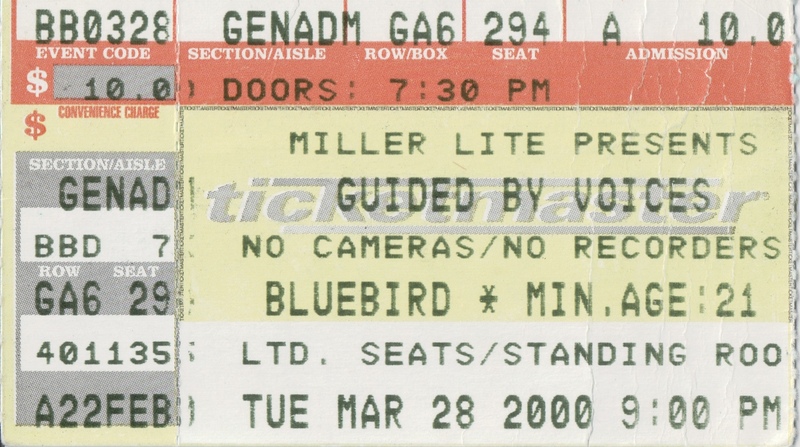 BB0328 GENADM GA6 294 A 10.0
EVENT CODE SECTION/AISLE ROW/BOX SEAT ADMISSION
$ 10.0 DOORS: 7:30 PM
$ CONVENIENCE CHARGE
MILLER LITE PRESENTS
SECTION/AISLE
GENAD GUIDED BY VOICES
ticketmaster
BBD 7 NO CAMERAS/NO RECORDERS
ROW SEAT
GA6 29 BLUEBIRD * MIN.AGE:21
401135 LTD. SEATS/STANDING ROO
A22FEB TUE MAR 28 2000 9:00 PM